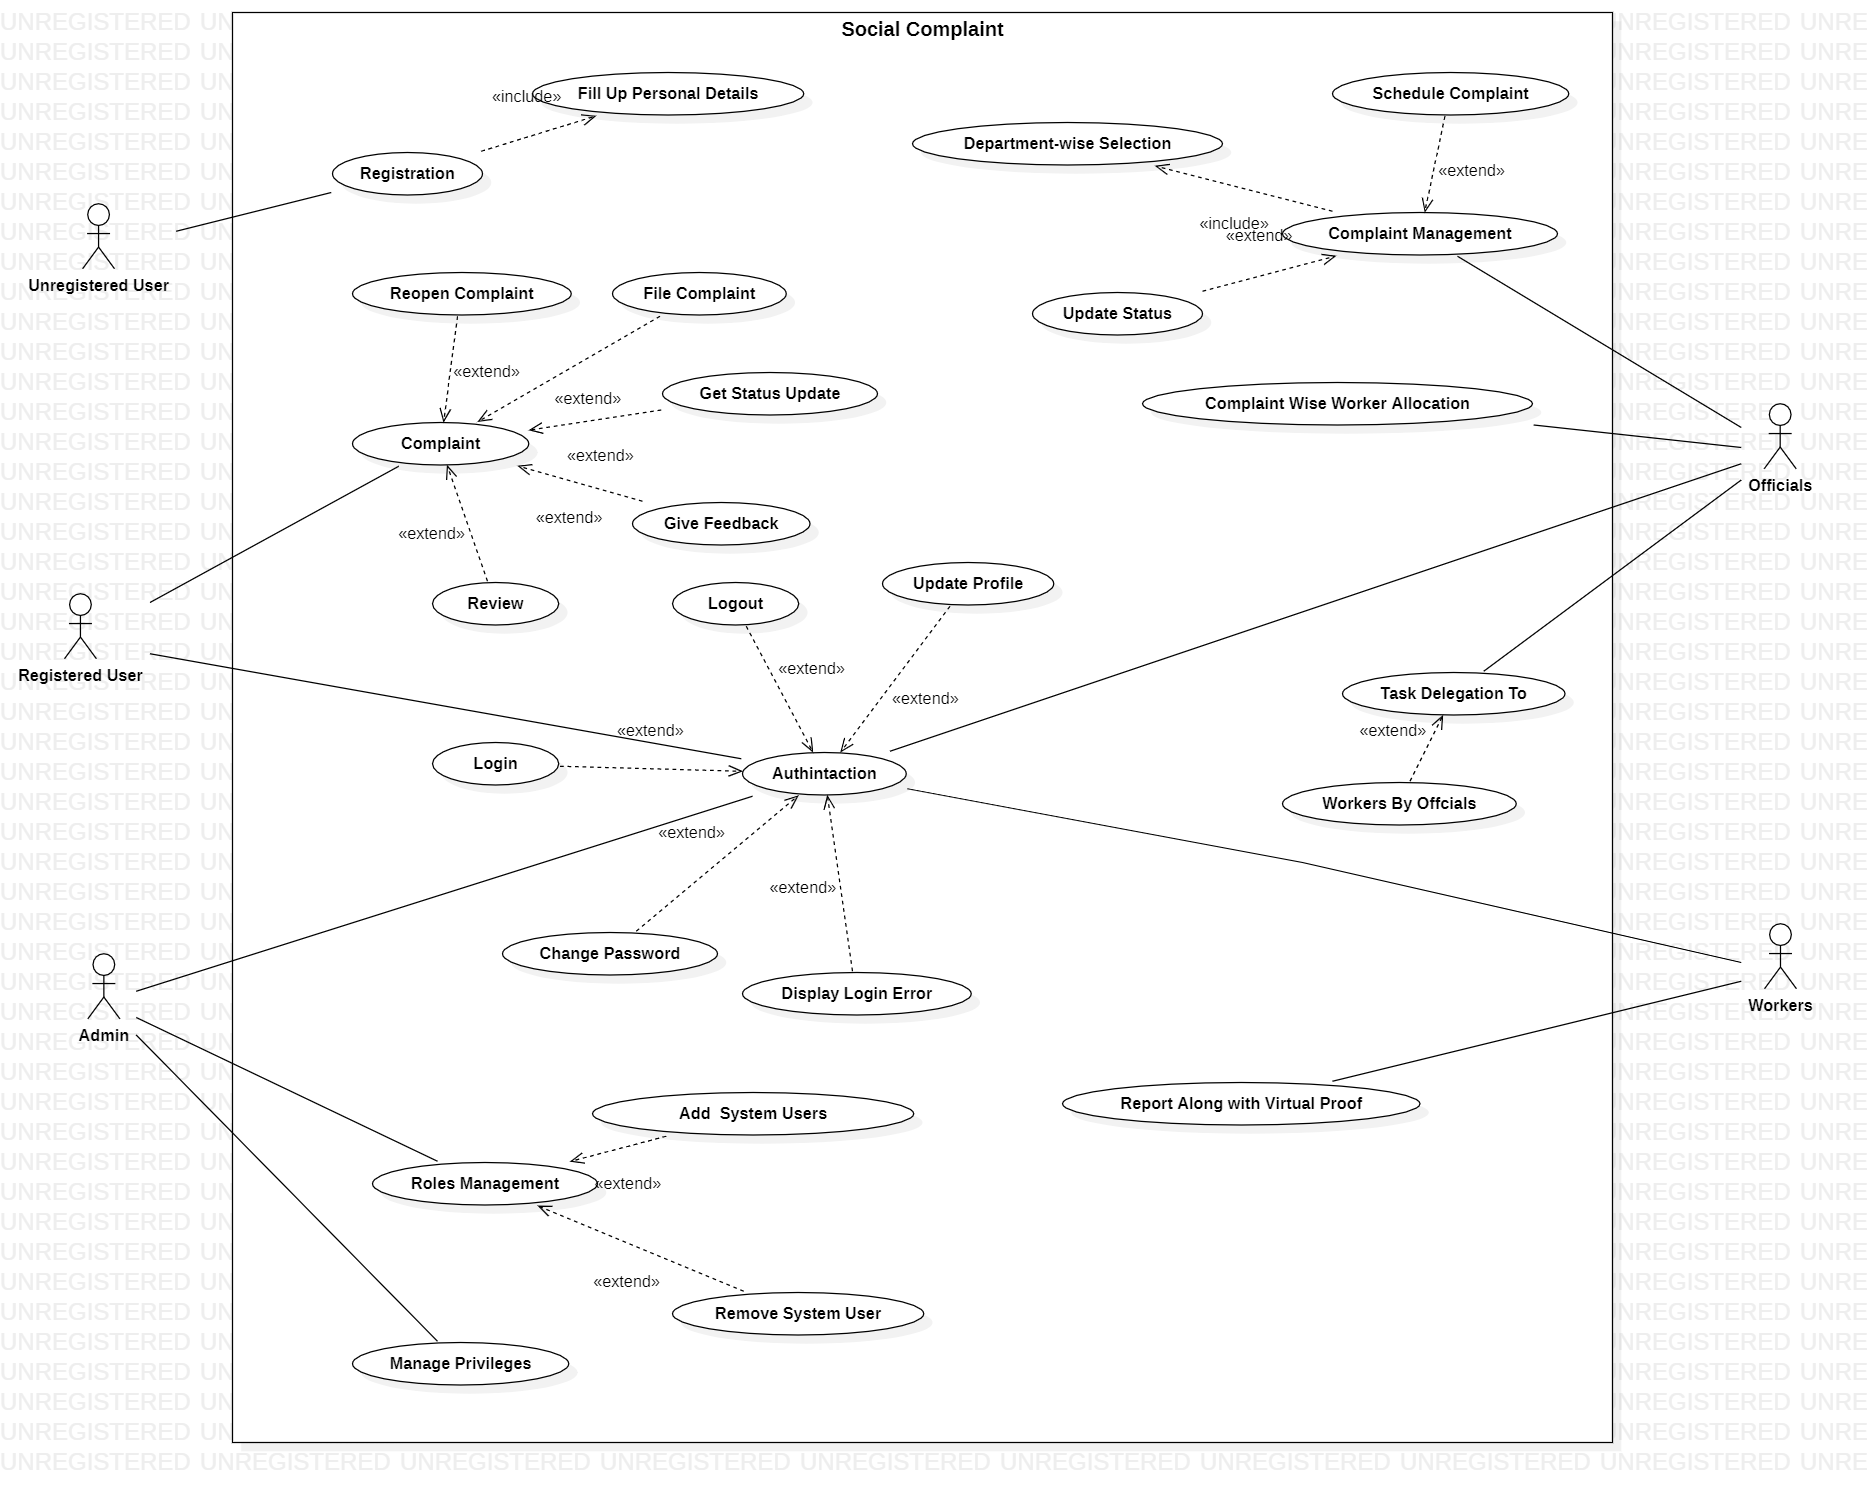 Social Complaint
Fill Up Personal Details
«include»
Schedule Complaint
Department-wise Selection
Registration
«extend»
Complaint Management
«include»
«extend»
Unregistered User
Reopen Complaint
File Complaint
Update Status
«extend»
Get Status Update
«extend»
Complaint Wise Worker Allocation
Complaint
«extend»
Officials
«extend»
Give Feedback
«extend»
Update Profile
Review
Logout
Registered User
«extend»
«extend»
Task Delegation To
«extend»
«extend»
Login
Authintaction
Workers By Offcials
«extend»
«extend»
Change Password
Display Login Error
Workers
Admin
Add  System Users
Report Along with Virtual Proof
Roles Management
«extend»
«extend»
Remove System User
Manage Privileges
UNREGISTERED UNREGISTERED UNREGISTERED UNREGISTERED UNREGISTERED UNREGISTERED UNREGISTERED UNREGISTERED UNREGISTERED UNRE